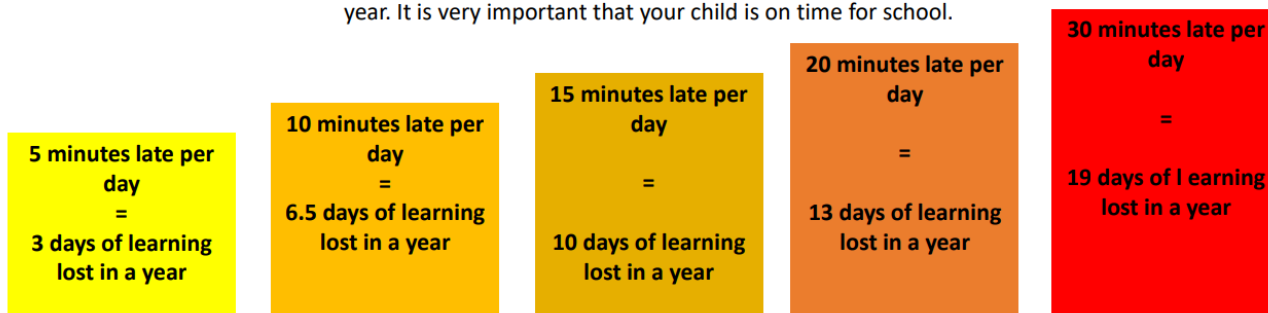 year. It is very important that your child is on time for school.
5 minutes late per
day
=
3 days of learning
lost in a year
10 minutes late per
day
=
6.5 days of learning
lost in a year
15 minutes late per
day
=
10 days of learning
lost in a year
20 minutes late per
day
=
13 days of learning
lost in a year
30 minutes late per
day
=
19 days of l earning
lost in a year